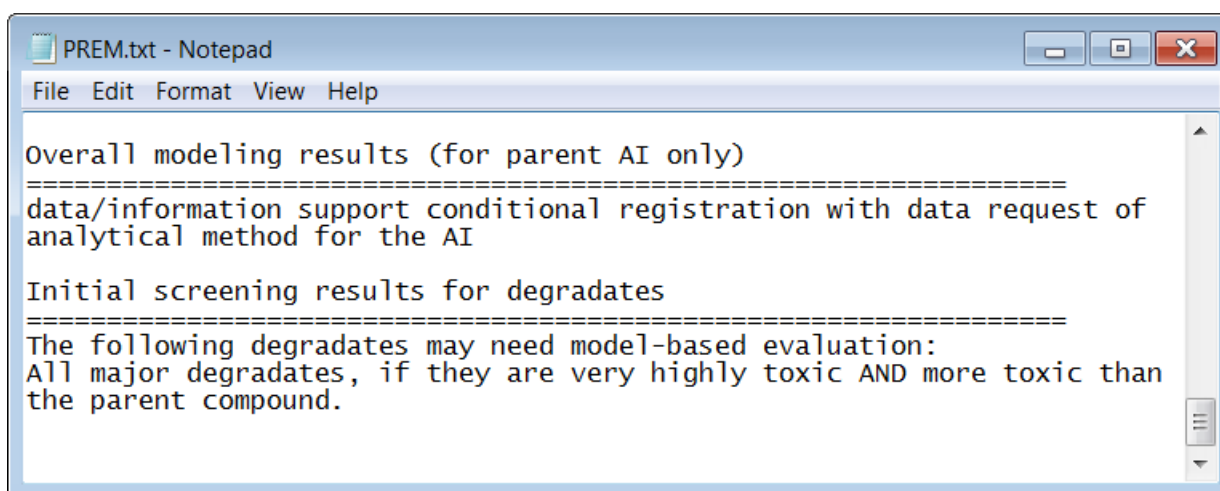 PREM.txt - Notepad
File Edit Format View Help
Overall modeling results (for parent AI only)
=================================================================
data/information support conditional registration with data request of
analytical method for the AI
Initial screening results for degradates
=================================================================
The following degradates may need model-based evaluation:
All major degradates, if they are very highly toxic AND more toxic than
the parent compound.